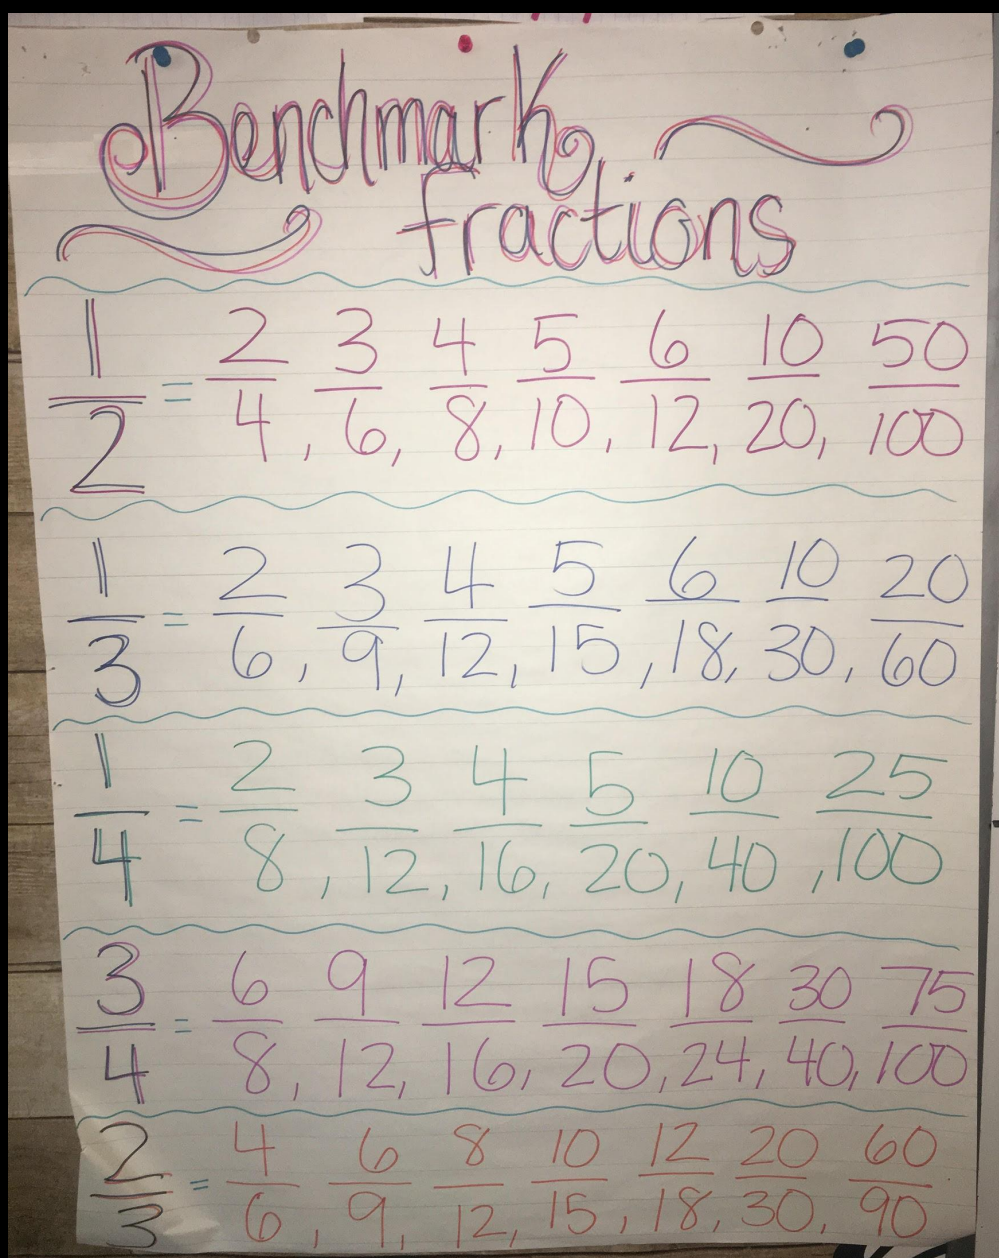 Benchmark
fractions
1/2 = 2/4, 3/6, 4/8, 5/10, 6/12, 10/20, 50/100
1/3 = 2/6, 3/9, 4/12, 5/15, 6/18, 10/30, 20/60
1/4 = 2/8, 3/12, 4/16, 5/20, 10/40, 25/100
3/4 = 6/8, 9/12, 12/16, 15/20, 18/24, 30/40, 75/100
2/3 = 4/6, 6/9, 8/12, 10/15, 12/18, 20/30, 60/90